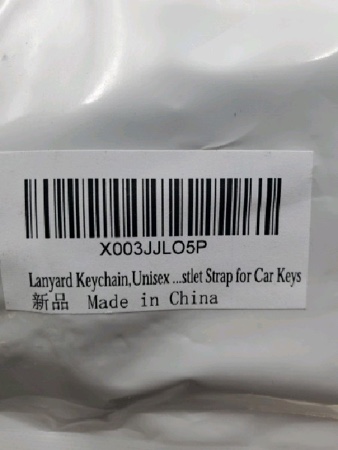 X003JJLO5P
Lanyard Keychain,Unisex ...stlet Strap for Car Keys
新品 Made in China